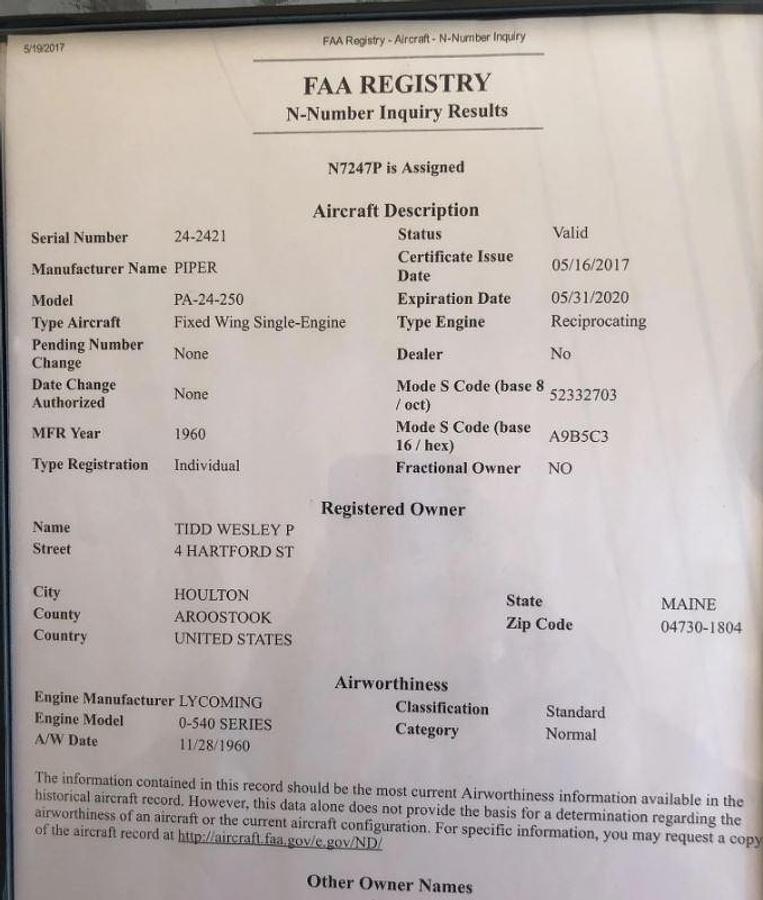 5/19/2017
FAA Registry - Aircraft - N-Number Inquiry
FAA REGISTRY
N-Number Inquiry Results
N7247P is Assigned
Aircraft Description
Serial Number 24-2421 Status Valid
Manufacturer Name PIPER Certificate Issue Date 05/16/2017
Model PA-24-250 Expiration Date 05/31/2020
Type Aircraft Fixed Wing Single-Engine Type Engine Reciprocating
Pending Number Change None Dealer No
Date Change Authorized None Mode S Code (base 8 / oct) 52332703
MFR Year 1960 Mode S Code (base 16 / hex) A9B5C3
Type Registration Individual Fractional Owner NO
Registered Owner
Name TIDD WESLEY P
Street 4 HARTFORD ST
City HOULTON State MAINE
County AROOSTOOK Zip Code 04730-1804
Country UNITED STATES
Airworthiness
Engine Manufacturer LYCOMING Classification Standard
Engine Model 0-540 SERIES Category Normal
A/W Date 11/28/1960
The information contained in this record should be the most current Airworthiness information available in the
historical aircraft record. However, this data alone does not provide the basis for a determination regarding the
airworthiness of an aircraft or the current aircraft configuration. For specific information, you may request a copy
of the aircraft record at http://aircraft.faa.gov/e.gov/ND/
Other Owner Names